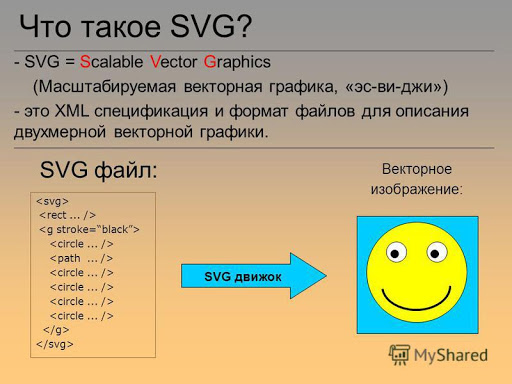 Что такое SVG?
- SVG = Scalable Vector Graphics
(Масштабируемая векторная графика, «эс-ви-джи»)
- это XML спецификация и формат файлов для описания
двухмерной векторной графики.
SVG файл:
<svg>
<rect ... />
<g stroke="black">
<circle ... />
<path ... />
<circle ... />
<circle ... />
<circle ... />
<circle ... />
</g>
</svg>
SVG движок
Векторное
изображение:
MyShared